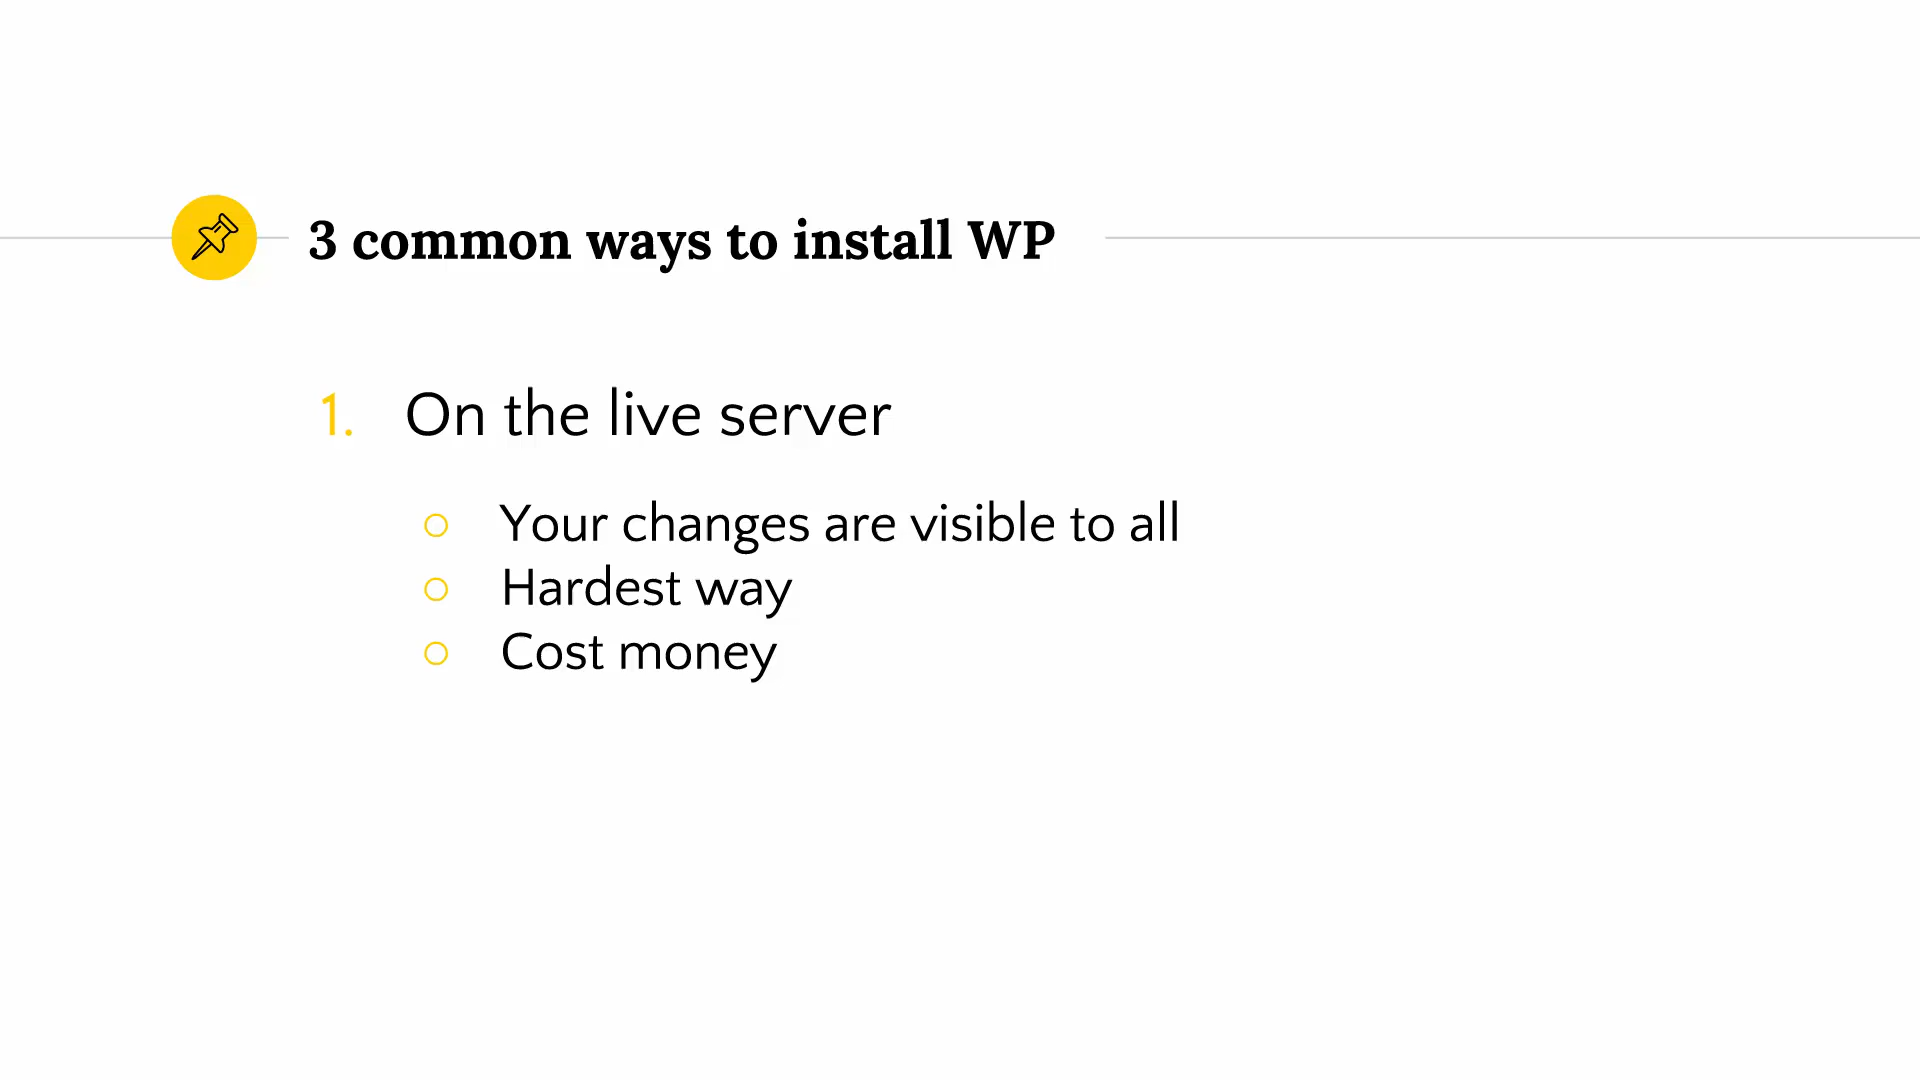 3 common ways to install WP
1. On the live server
○ Your changes are visible to all
○ Hardest way
○ Cost money